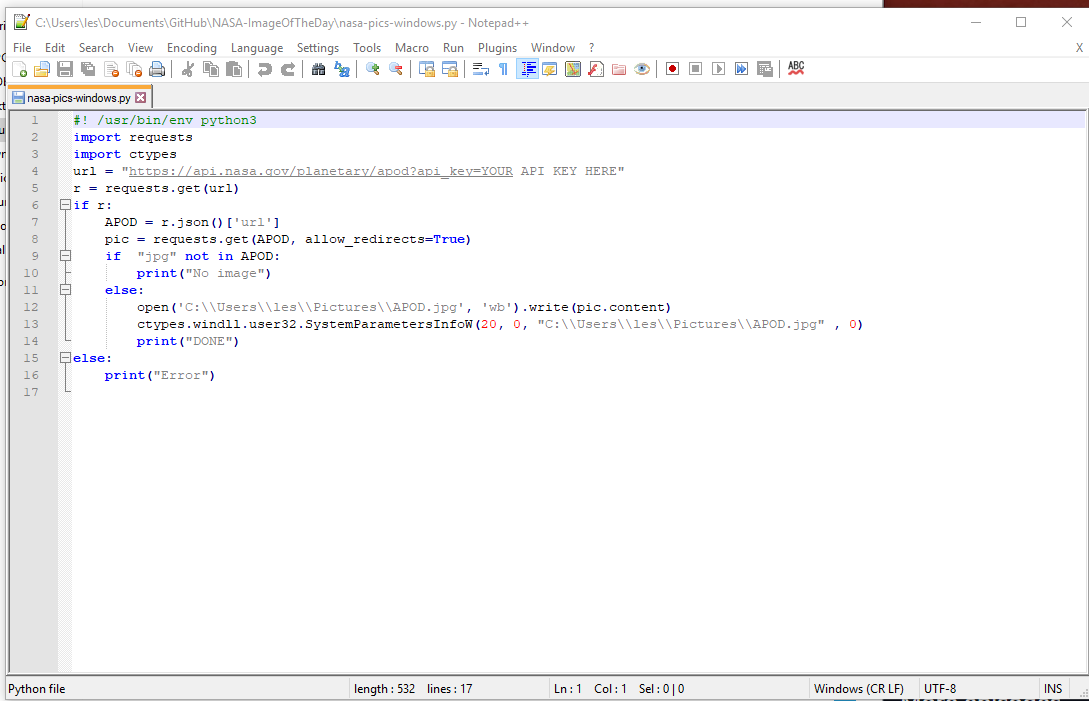 C:\Users\les\Documents\GitHub\NASA-ImageOfTheDay\nasa-pics-windows.py - Notepad++
File Edit Search View Encoding Language Settings Tools Macro Run Plugins Window ? X
ABC
nasa-pics-windows.py
1 #! /usr/bin/env python3
2 import requests
3 import ctypes
4 url = "https://api.nasa.gov/planetary/apod?api_key=YOUR API KEY HERE"
5 r = requests.get(url)
6 if r:
7     APOD = r.json()['url']
8     pic = requests.get(APOD, allow_redirects=True)
9     if  "jpg" not in APOD:
10         print("No image")
11     else:
12         open('C:\\Users\\les\\Pictures\\APOD.jpg', 'wb').write(pic.content)
13         ctypes.windll.user32.SystemParametersInfoW(20, 0, "C:\\Users\\les\\Pictures\\APOD.jpg" , 0)
14         print("DONE")
15 else:
16     print("Error")
17
Python file length : 532 lines : 17 Ln : 1 Col : 1 Sel : 0 | 0 Windows (CR LF) UTF-8 INS